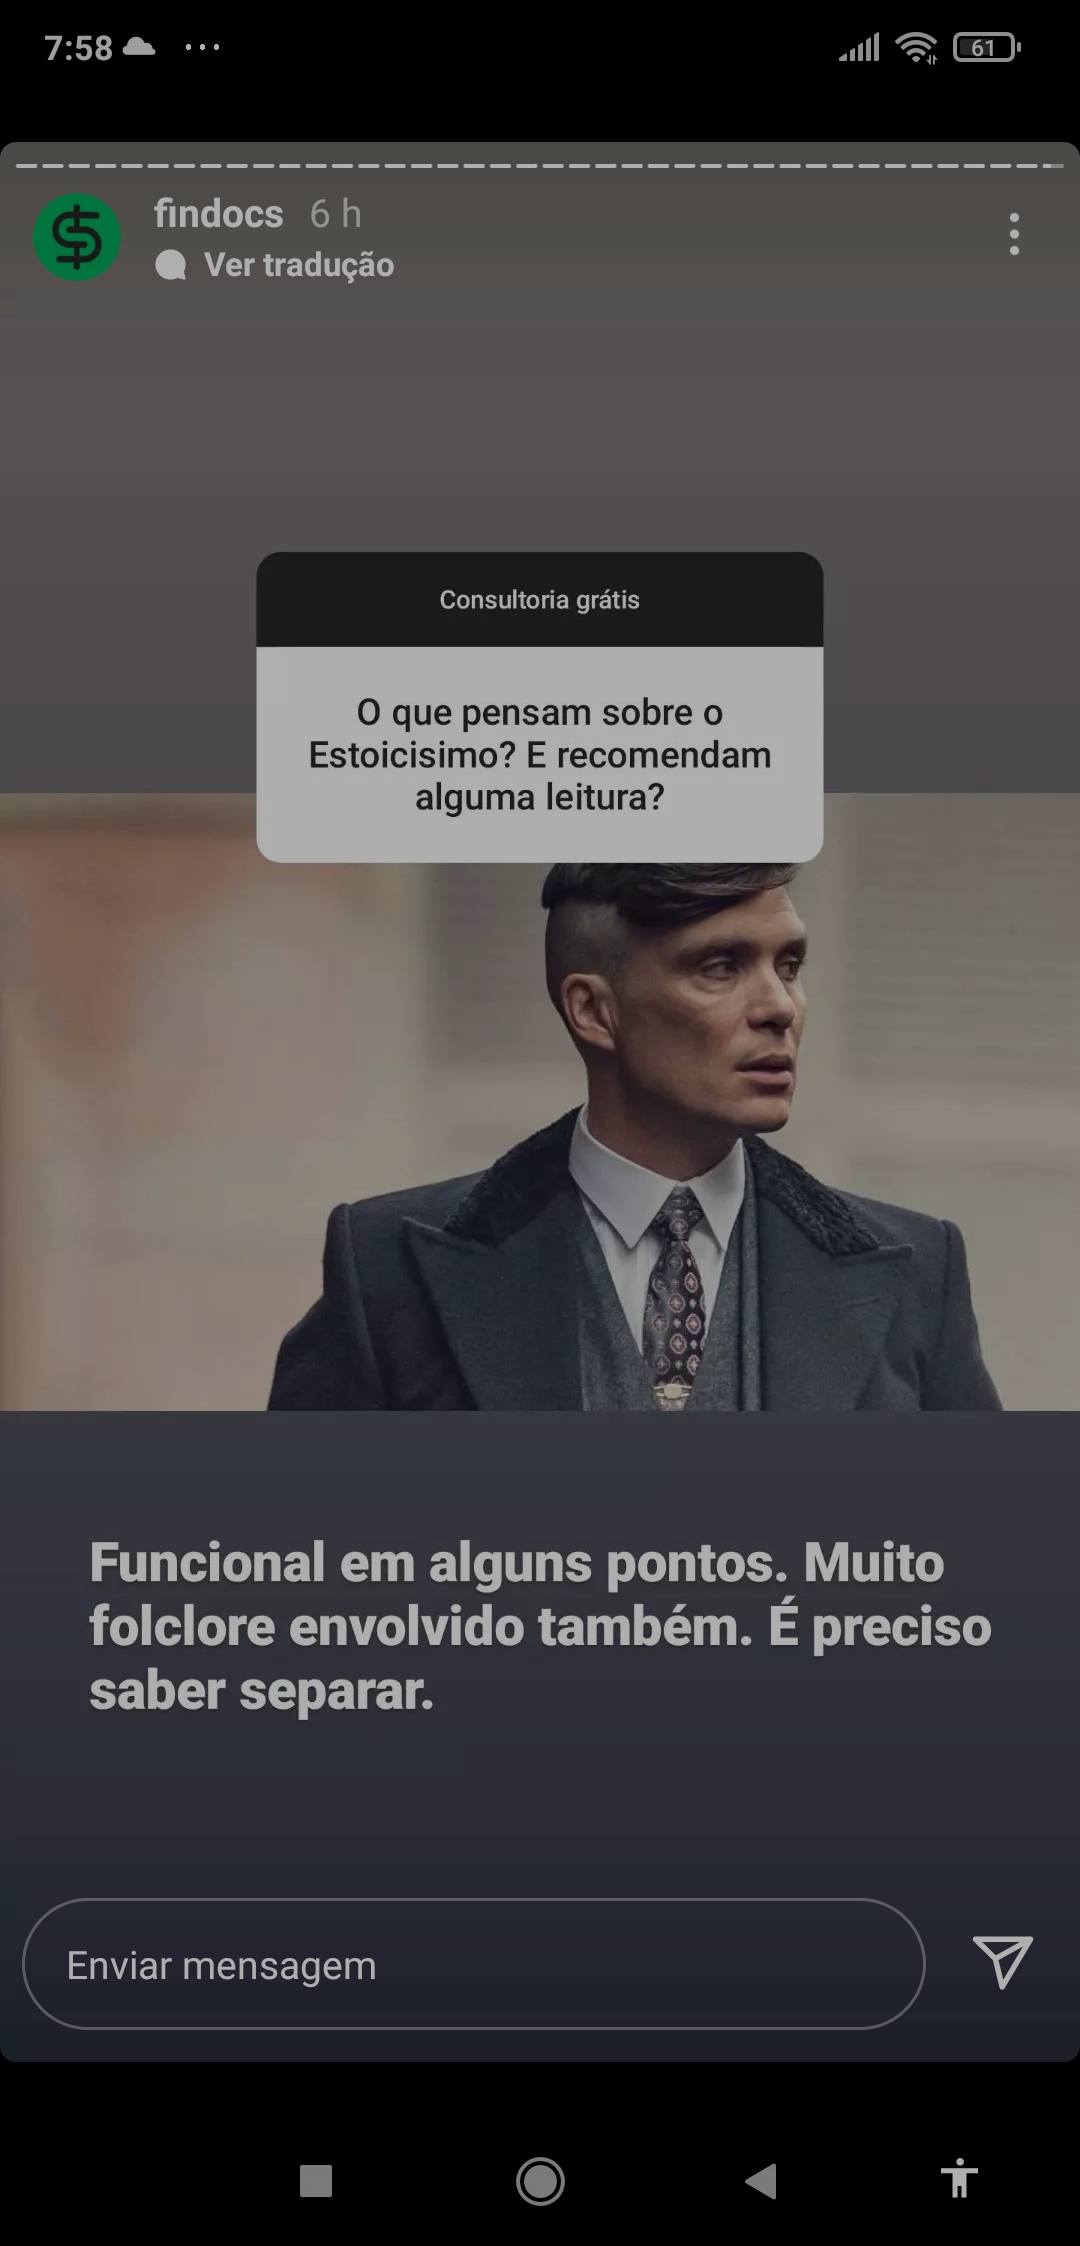 7:58
61
findocs 6 h
Ver tradução
Consultoria grátis
O que pensam sobre o
Estoicisimo? E recomendam
alguma leitura?
Funcional em alguns pontos. Muito
folclore envolvido também. É preciso
saber separar.
Enviar mensagem